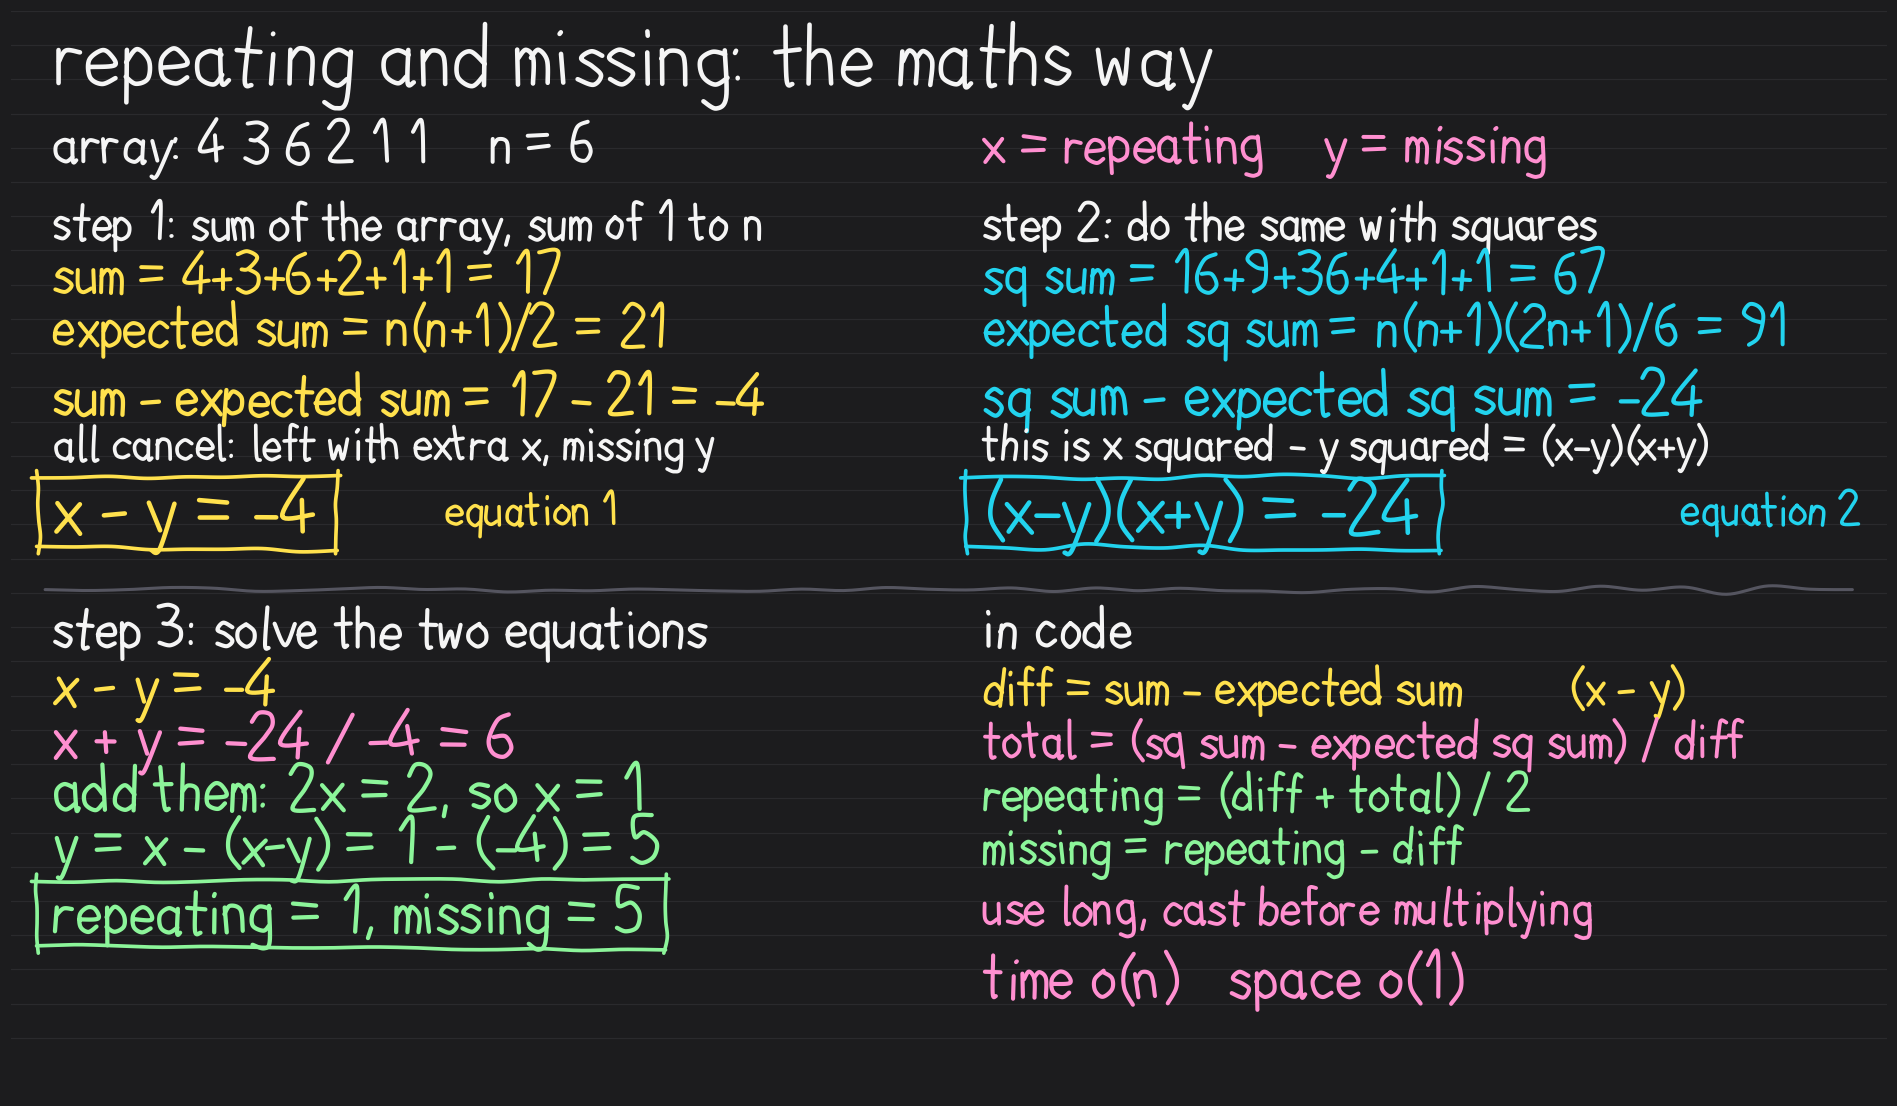 repeating and missing: the maths way
array: 4 3 6 2 1 1 n = 6
x = repeating y = missing
step 1: sum of the array, sum of 1 to n
sum = 4+3+6+2+1+1 = 17
expected sum = n(n+1)/2 = 21
sum - expected sum = 17 - 21 = -4
all cancel: left with extra x, missing y
x - y = -4 equation 1
step 2: do the same with squares
sq sum = 16+9+36+4+1+1 = 67
expected sq sum = n(n+1)(2n+1)/6 = 91
sq sum - expected sq sum = -24
this is x squared - y squared = (x-y)(x+y)
(x-y)(x+y) = -24 equation 2
step 3: solve the two equations
x - y = -4
x + y = -24 / -4 = 6
add them: 2x = 2, so x = 1
y = x - (x-y) = 1 - (-4) = 5
repeating = 1, missing = 5
in code
diff = sum - expected sum (x - y)
total = (sq sum - expected sq sum) / diff
repeating = (diff + total) / 2
missing = repeating - diff
use long, cast before multiplying
time o(n) space o(1)